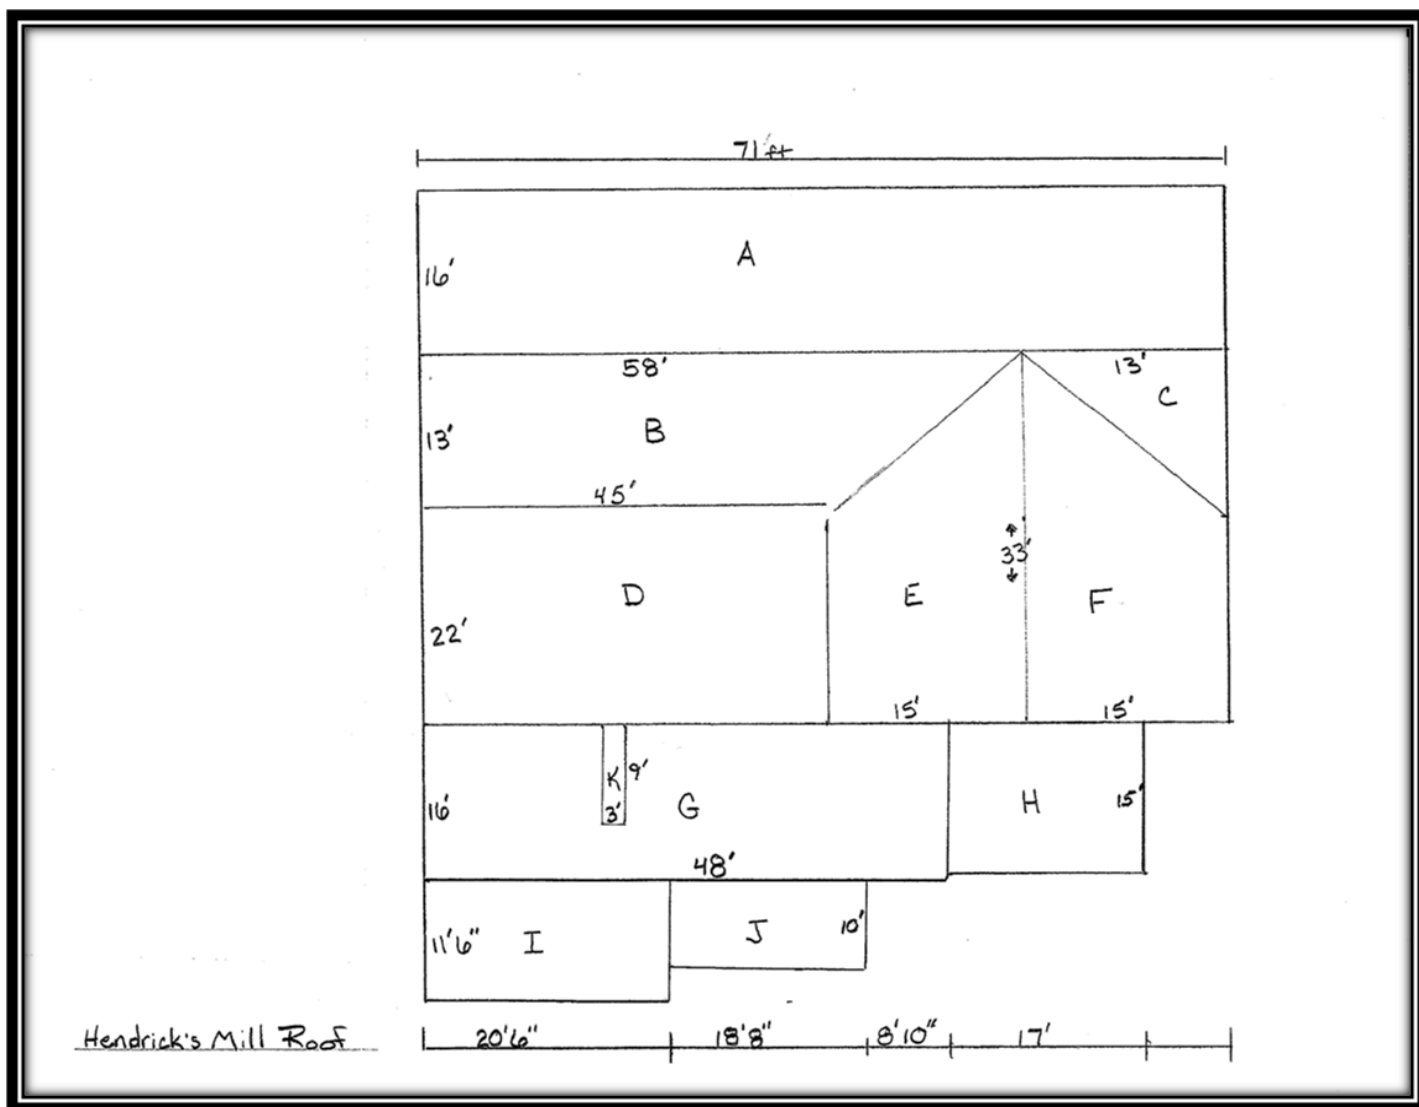 71 ft
A
16'
58'
13'
C
13'
B
45'
33'
D
E
F
22'
15'
15'
K
9'
3'
16'
G
H
15'
48'
11'6"
I
J
10'
Hendrick's Mill Roof
20'6"
18'8"
8'10"
17'